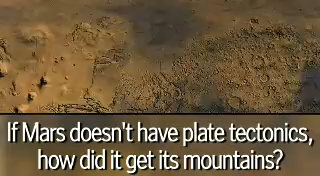 If Mars doesn't have plate tectonics,
how did it get its mountains?